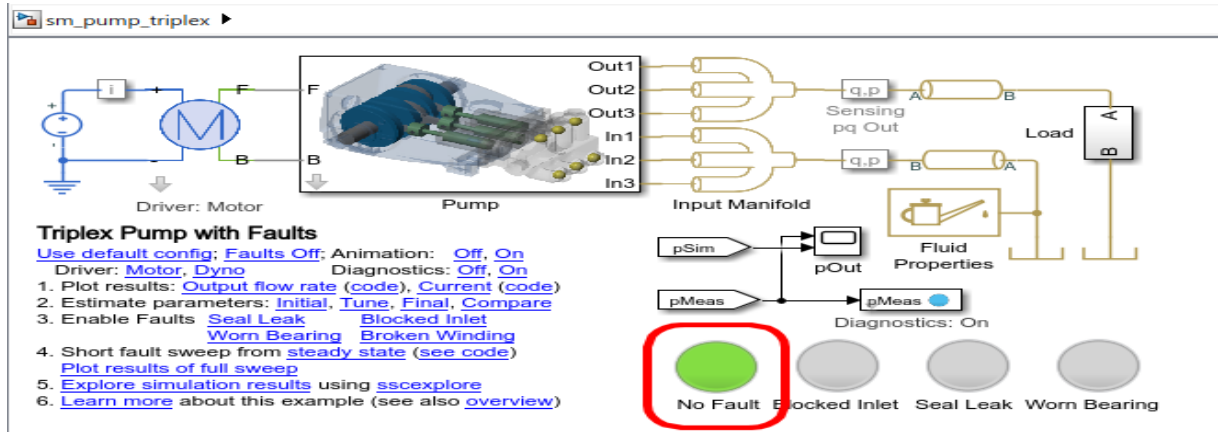 sm_pump_triplex
Out1
Out2
Out3
In1
In2
In3
i
+
-
+
-
M
F
B
F
B
Driver: Motor
Pump
Input Manifold
q,p
Sensing
pq Out
A
B
q,p
B
A
Load
A
B
Fluid
Properties
Triplex Pump with Faults
Use default config; Faults Off; Animation: Off, On
Driver: Motor, Dyno Diagnostics: Off, On
1. Plot results: Output flow rate (code), Current (code)
2. Estimate parameters: Initial, Tune, Final, Compare
3. Enable Faults Seal Leak Blocked Inlet
Worn Bearing Broken Winding
4. Short fault sweep from steady state (see code)
Plot results of full sweep
5. Explore simulation results using sscexplore
6. Learn more about this example (see also overview)
pSim
pOut
pMeas
pMeas
Diagnostics: On
No Fault Blocked Inlet Seal Leak Worn Bearing